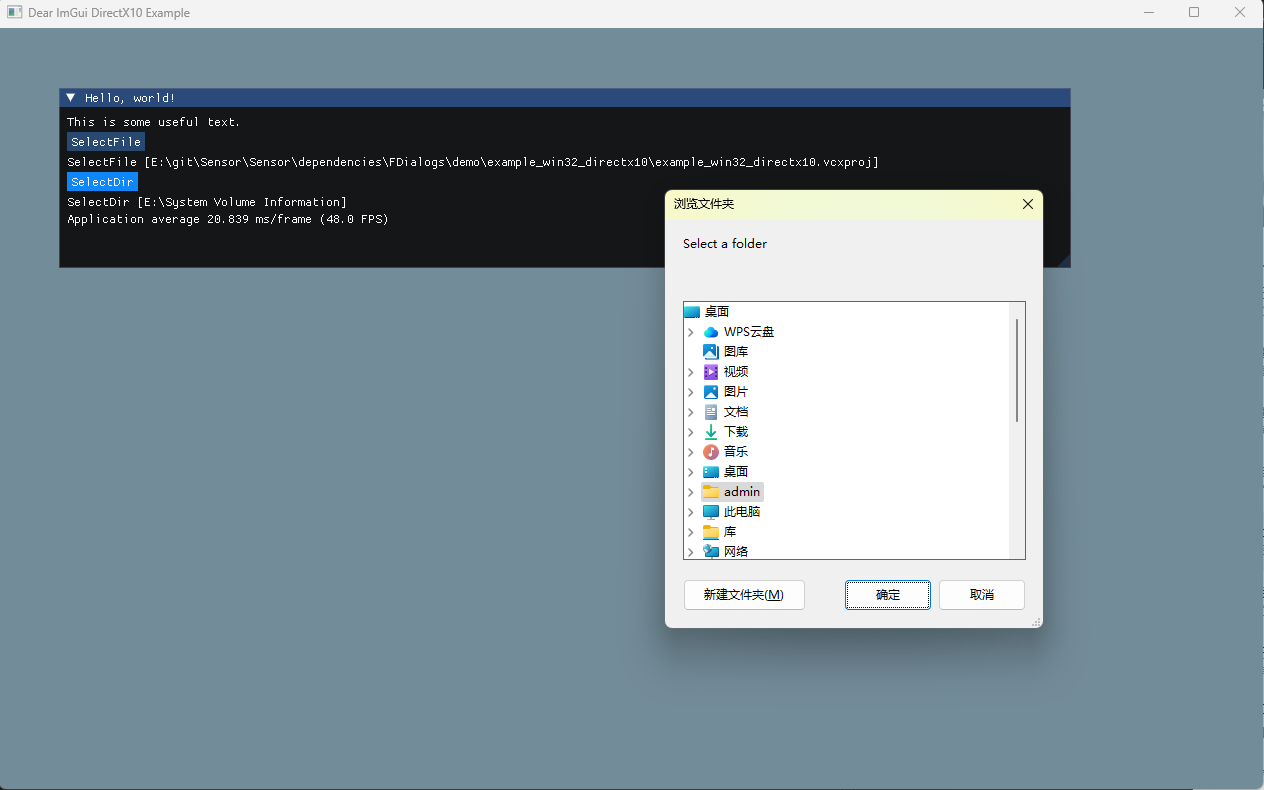 Dear ImGui DirectX10 Example
Hello, world!
This is some useful text.
SelectFile
SelectFile [E:\git\Sensor\Sensor\dependencies\FDialogs\demo\example_win32_directx10\example_win32_directx10.vcxproj]
SelectDir
SelectDir [E:\System Volume Information]
Application average 20.839 ms/frame (48.0 FPS)
浏览文件夹
Select a folder
桌面
WPS云盘
图库
视频
图片
文档
下载
音乐
桌面
admin
此电脑
库
网络
新建文件夹(M) 确定 取消